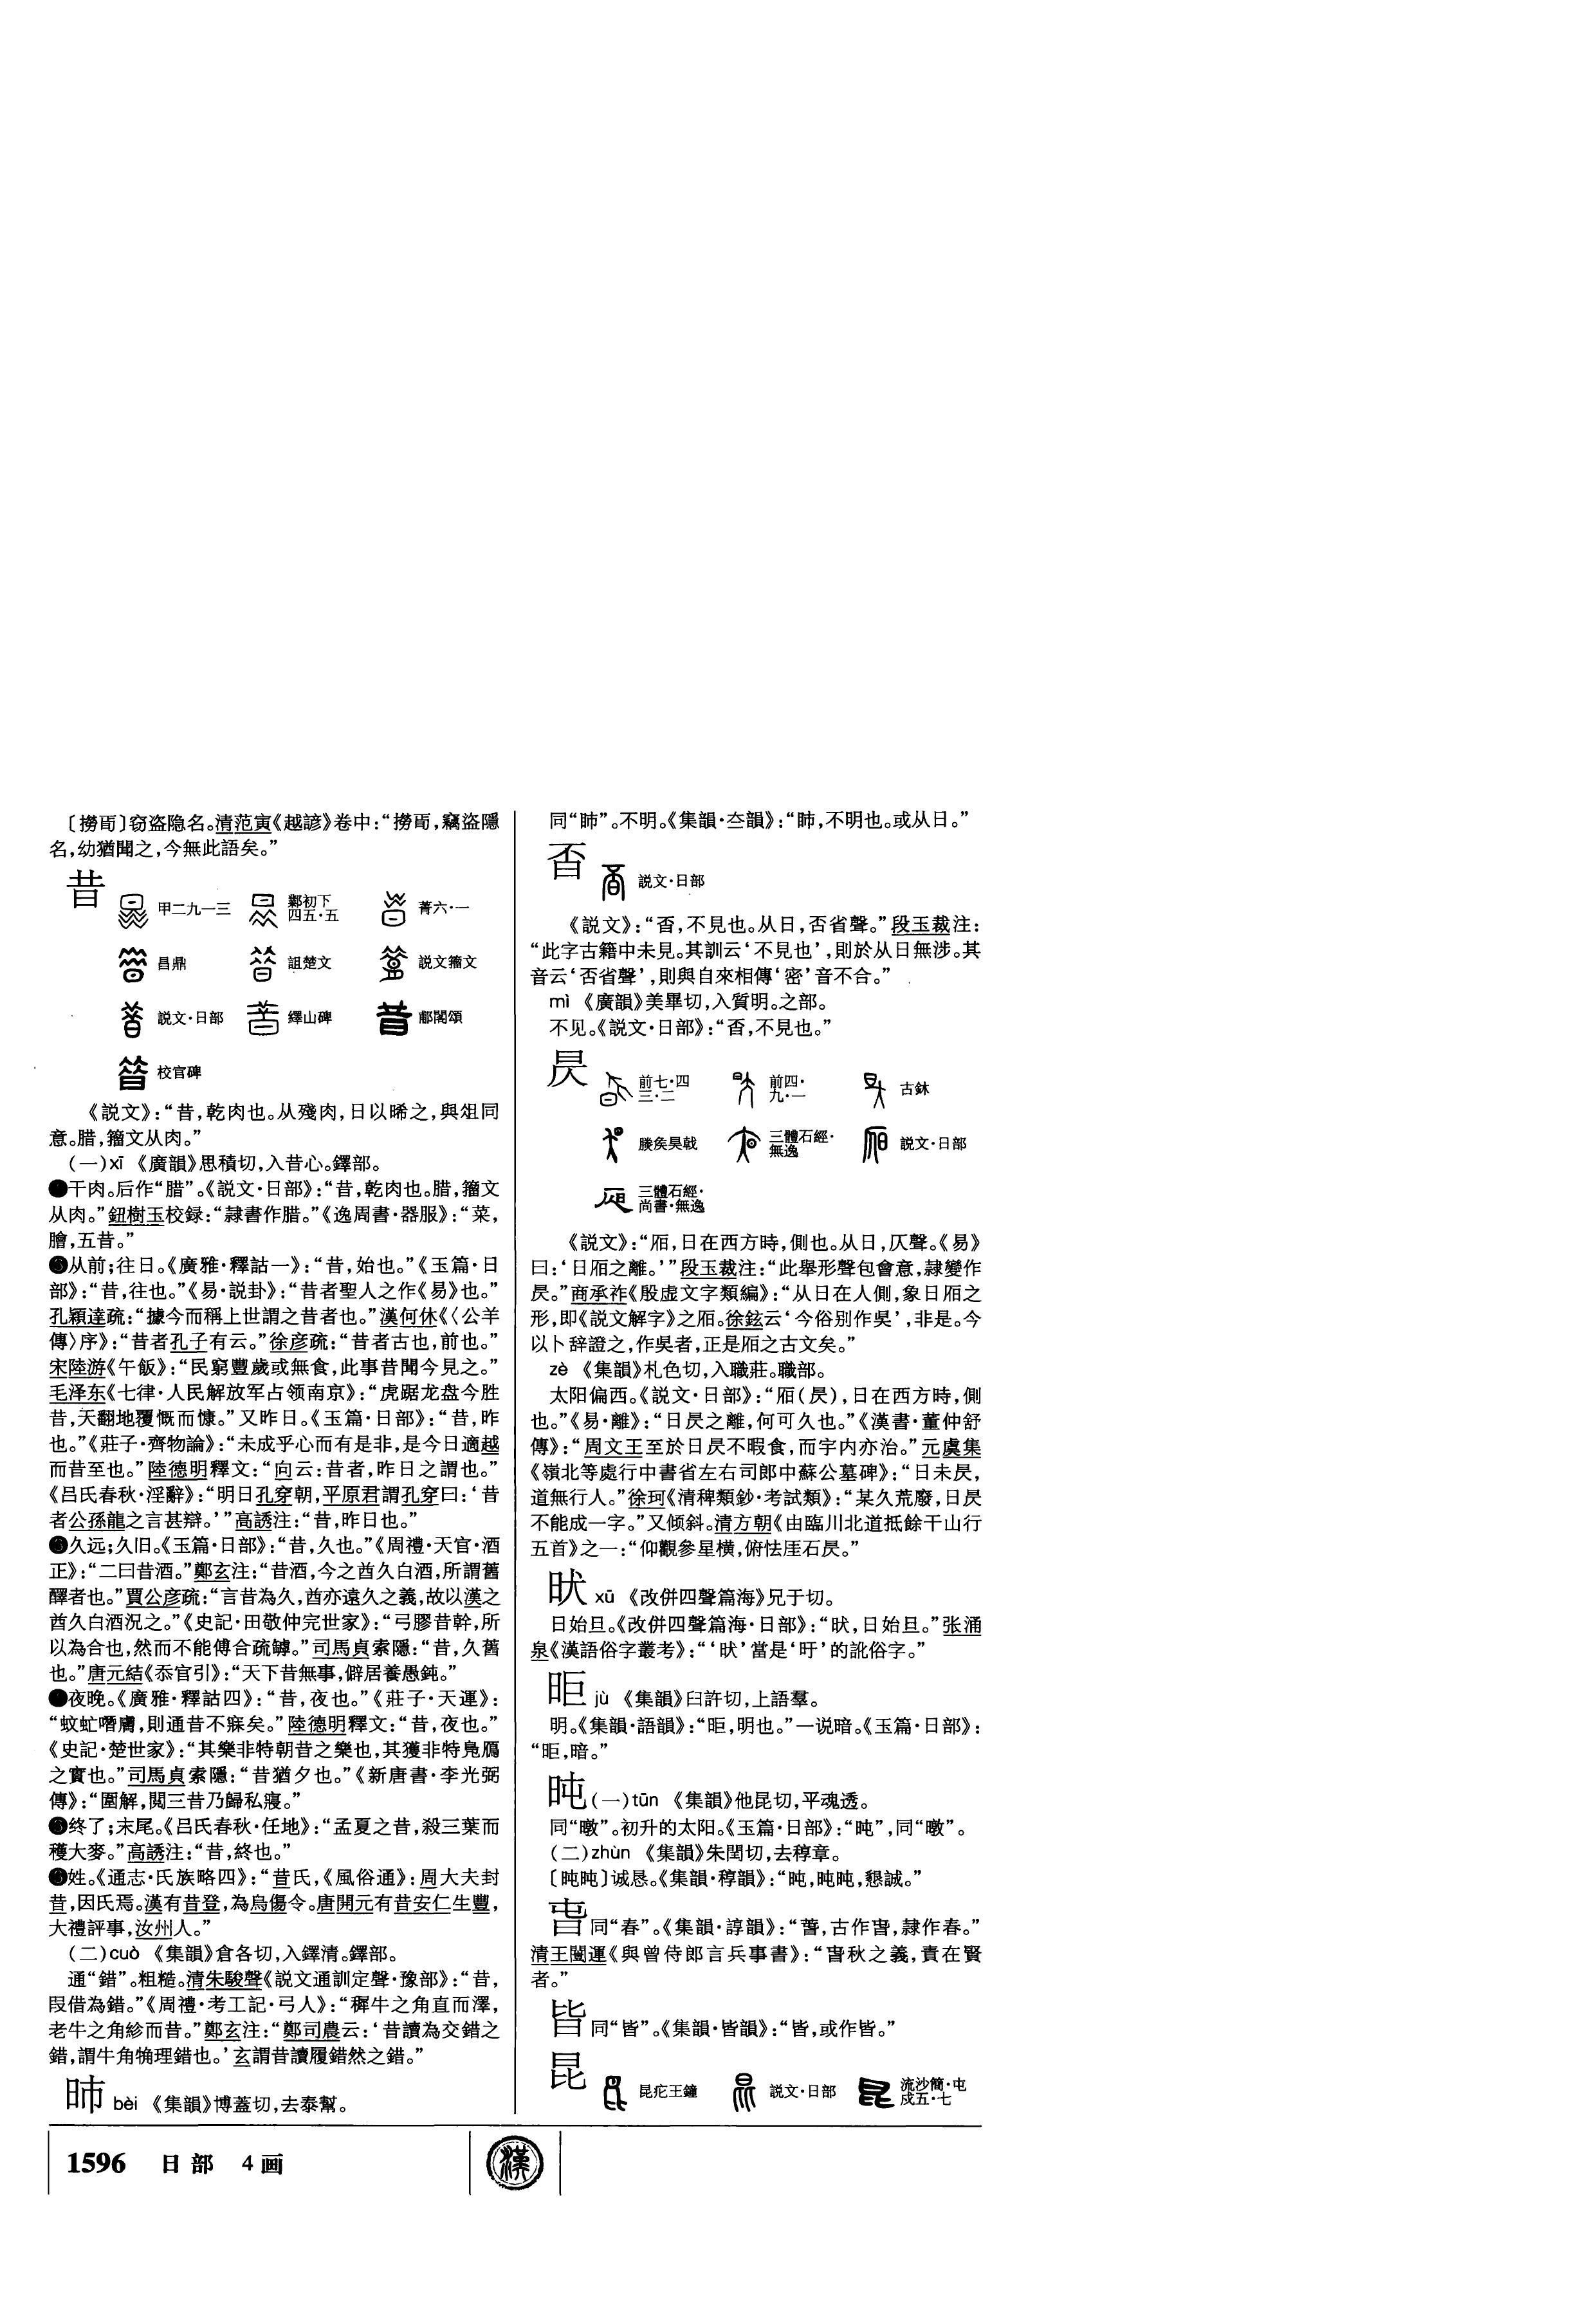 〔撈㕯〕窃盗隐名。清范寅《越諺》卷中：“撈㕯，竊盜隱
名，幼猶聞之，今無此語矣。”
昔
甲二九一三 鄴初下四五·五 菁六·一
昌鼎 詛楚文 説文籀文
説文·日部 繹山碑 郙閣頌
校官碑
《説文》：“昔，乾肉也。从殘肉，日以晞之，與俎同
意。腊，籀文从肉。”
(一)xī 《廣韻》思積切，入昔心。鐸部。
❶干肉。后作“腊”。《説文·日部》：“昔，乾肉也。腊，籀文
从肉。”鈕樹玉校録：“隷書作腊。”《逸周書·器服》：“菜，
膾，五昔。”
❷从前；往日。《廣雅·釋詁一》：“昔，始也。”《玉篇·日
部》：“昔，往也。”《易·説卦》：“昔者聖人之作《易》也。”
孔穎達疏：“據今而稱上世謂之昔者也。”漢何休《〈公羊
傳〉序》：“昔者孔子有云。”徐彦疏：“昔者古也，前也。”
宋陸游《午飯》：“民窮豐歲或無食，此事昔聞今見之。”
毛泽东《七律·人民解放军占领南京》：“虎踞龙盘今胜
昔，天翻地覆慨而慷。”又昨日。《玉篇·日部》：“昔，昨
也。”《莊子·齊物論》：“未成乎心而有是非，是今日適越
而昔至也。”陸德明釋文：“向云：昔者，昨日之謂也。”
《吕氏春秋·淫辭》：“明日孔穿朝，平原君謂孔穿曰：‘昔
者公孫龍之言甚辯。’”高誘注：“昔，昨日也。”
❸久远；久旧。《玉篇·日部》：“昔，久也。”《周禮·天官·酒
正》：“二曰昔酒。”鄭玄注：“昔酒，今之酋久白酒，所謂舊
醳者也。”賈公彦疏：“言昔為久，酋亦遠久之義，故以漢之
酋久白酒況之。”《史記·田敬仲完世家》：“弓膠昔幹，所
以為合也，然而不能傅合疏罅。”司馬貞索隱：“昔，久舊
也。”唐元結《忝官引》：“天下昔無事，僻居養愚鈍。”
❹夜晚。《廣雅·釋詁四》：“昔，夜也。”《莊子·天運》：
“蚊虻噆膚，則通昔不寐矣。”陸德明釋文：“昔，夜也。”
《史記·楚世家》：“其樂非特朝昔之樂也，其獲非特鳧鴈
之實也。”司馬貞索隱：“昔猶夕也。”《新唐書·李光弼
傳》：“圍解，閲三昔乃歸私寢。”
❺终了；末尾。《吕氏春秋·任地》：“孟夏之昔，殺三葉而
穫大麥。”高誘注：“昔，終也。”
❻姓。《通志·氏族略四》：“昔氏，《風俗通》：周大夫封
昔，因氏焉。漢有昔登，為烏傷令。唐開元有昔安仁生豐，
大禮評事，汝州人。”
(二)cuò 《集韻》倉各切，入鐸清。鐸部。
通“錯”。粗糙。清朱駿聲《説文通訓定聲·豫部》：“昔，
叚借為錯。”《周禮·考工記·弓人》：“稺牛之角直而澤，
老牛之角紾而昔。”鄭玄注：“鄭司農云：‘昔讀為交錯之
錯，謂牛角觕理錯也。’玄謂昔讀履錯然之錯。”
昁 bèi 《集韻》博蓋切，去泰幫。
同“眆”。不明。《集韻·夳韻》：“眆，不明也。或从日。”
㫘 説文·日部
《説文》：“㫘，不見也。从日，否省聲。”段玉裁注：
“此字古籍中未見。其訓云‘不見也’，則於从日無涉。其
音云‘否省聲’，則與自來相傳‘密’音不合。”
mì 《廣韻》美畢切，入質明。之部。
不见。《説文·日部》：“㫘，不見也。”
昃
前七·四三·二 前四·九·一 古鉥
滕矦昃戟 三體石經·無逸 説文·日部
三體石經·尚書·無逸
《説文》：“㕻，日在西方時，側也。从日，仄聲。《易》
曰：‘日㕻之離。’”段玉裁注：“此舉形聲包會意，隷變作
昃。”商承祚《殷虚文字類編》：“从日在人側，象日㕻之
形，即《説文解字》之㕻。徐鉉云‘今俗别作㫗’，非是。今
以卜辞證之，作㫗者，正是㕻之古文矣。”
zè 《集韻》札色切，入職莊。職部。
太阳偏西。《説文·日部》：“㕻(昃)，日在西方時，側
也。”《易·離》：“日昃之離，何可久也。”《漢書·董仲舒
傳》：“周文王至於日昃不暇食，而宇内亦治。”元虞集
《嶺北等處行中書省左右司郎中蘇公墓碑》：“日未昃，
道無行人。”徐珂《清稗類鈔·考試類》：“某久荒廢，日昃
不能成一字。”又倾斜。清方朝《由臨川北道抵餘干山行
五首》之一：“仰觀參星横，俯怯厓石昃。”
㫑 xū 《改併四聲篇海》兄于切。
日始旦。《改併四聲篇海·日部》：“㫑，日始旦。”张涌
泉《漢語俗字叢考》：“‘㫑’當是‘旴’的訛俗字。”
昛 jù 《集韻》臼許切，上語羣。
明。《集韻·語韻》：“昛，明也。”一说暗。《玉篇·日部》：
“昛，暗。”
旽 (一)tūn 《集韻》他昆切，平魂透。
同“暾”。初升的太阳。《玉篇·日部》：“旽”，同“暾”。
(二)zhùn 《集韻》朱閏切，去稕章。
〔旽旽〕诚恳。《集韻·稕韻》：“旽，旽旽，懇誠。”
旾 同“春”。《集韻·諄韻》：“萅，古作旾，隷作春。”
清王闓運《與曾侍郎言兵事書》：“旾秋之義，責在賢
者。”
㫮 同“皆”。《集韻·皆韻》：“皆，或作㫮。”
昆 昆疕王鐘 説文·日部 流沙簡·屯戍五·七
1596 日部 4画
漢